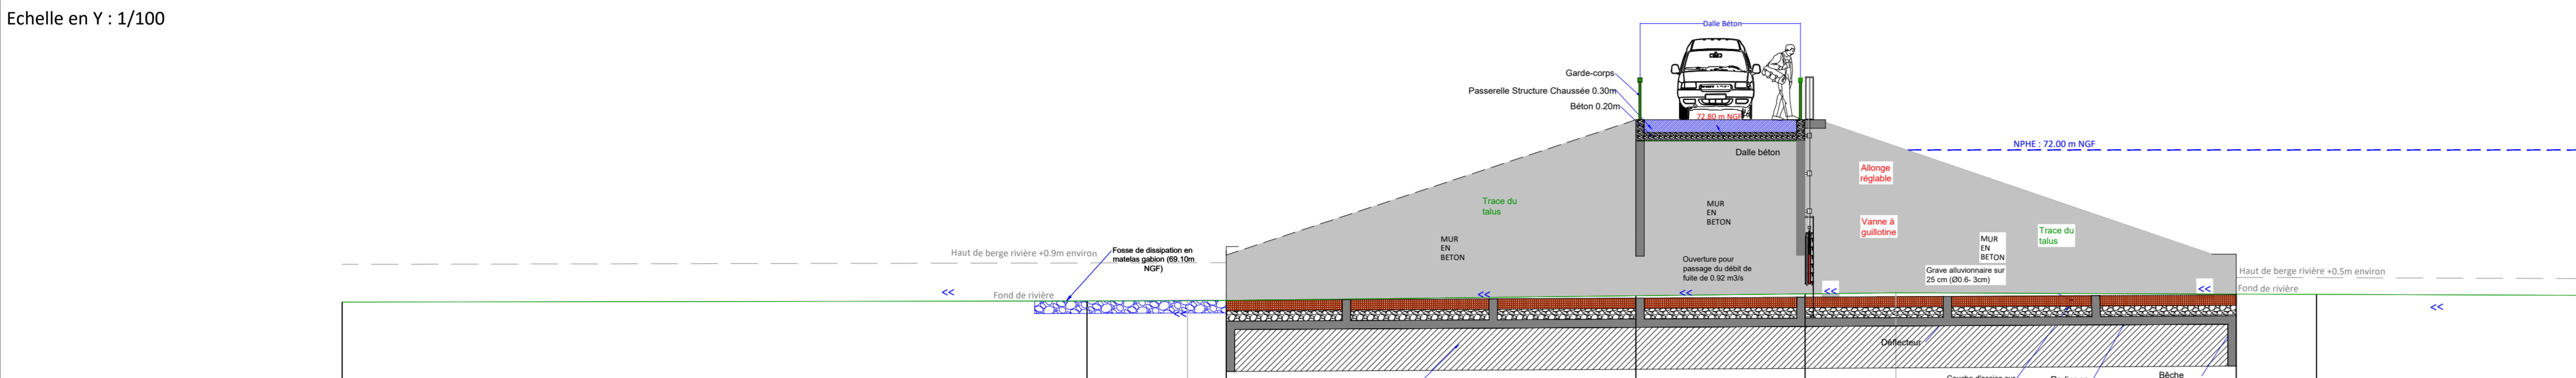 Echelle en Y : 1/100
Dalle Béton
Garde-corps
Passerelle Structure Chaussée 0.30m
Béton 0.20m
72.80 m NGF
Dalle béton
NPHE : 72.00 m NGF
Allonge
réglable
Trace du
talus
MUR
EN
BETON
Vanne à
guillotine
Trace du
talus
MUR
EN
BETON
MUR
EN
BETON
Haut de berge rivière +0.9m environ
Fosse de dissipation en
matelas gabion (69.10m
NGF)
Ouverture pour
passage du débit de
fuite de 0.92 m3/s
Grave alluvionnaire sur
25 cm (Ø0.6- 3cm)
Haut de berge rivière +0.5m environ
<<
Fond de rivière
<<
<<
<<
<<
Fond de rivière
<<
<<
Déflecteur
Bêche